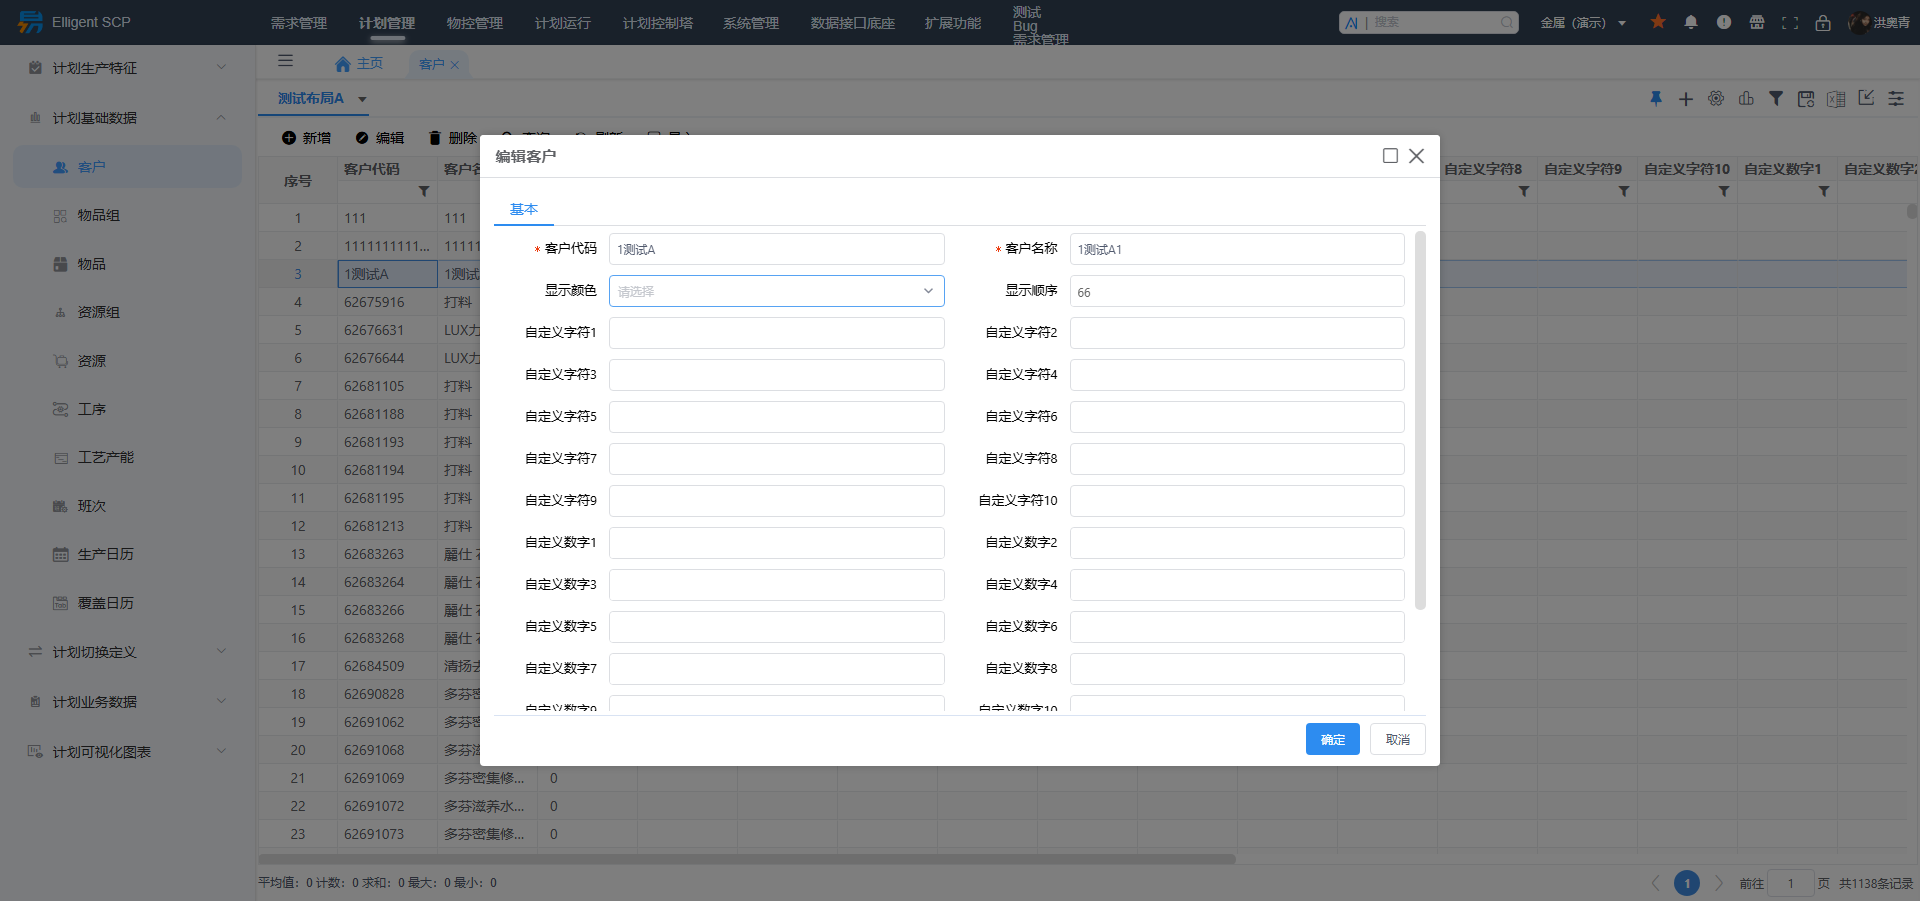 Elligent SCP
需求管理
计划管理
物控管理
计划运行
计划控制塔
系统管理
数据接口底座
扩展功能
测试
Bug
需求管理
AI | 搜索
金属（演示）
洪奥青
计划生产特征
计划基础数据
客户
物品组
物品
资源组
资源
工序
工艺产能
班次
生产日历
覆盖日历
计划切换定义
计划业务数据
计划可视化图表
主页
客户
测试布局A
新增
编辑
删除
序号
客户代码
自定义字符8
自定义字符9
自定义字符10
自定义数字1
1 111 111
2 1111111111...
3 1测试A 1测试
4 62675916 打料
5 62676631 LUX力
6 62676644 LUX力
7 62681105 打料
8 62681188 打料
9 62681193 打料
10 62681194 打料
11 62681195 打料
12 62681213 打料
13 62683263 麗仕
14 62683264 麗仕
15 62683266 麗仕
16 62683268 麗仕
17 62684509 清扬去
18 62690828 多芬密
19 62691062 多芬密
20 62691068 多芬滋
21 62691069 多芬密集修... 0
22 62691072 多芬滋养水... 0
23 62691073 多芬密集修... 0
平均值：0 计数：0 求和：0 最大：0 最小：0
1
前往 1 页 共1138条记录
编辑客户
基本
* 客户代码 1测试A
* 客户名称 1测试A1
显示颜色 请选择
显示顺序 66
自定义字符1
自定义字符2
自定义字符3
自定义字符4
自定义字符5
自定义字符6
自定义字符7
自定义字符8
自定义字符9
自定义字符10
自定义数字1
自定义数字2
自定义数字3
自定义数字4
自定义数字5
自定义数字6
自定义数字7
自定义数字8
自定义数字9
自定义数字10
确定
取消